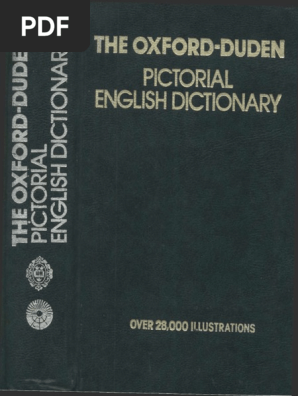 PDF
THE OXFORD-DUDEN
PICTORIAL
ENGLISH DICTIONARY
THE OXFORD-DUDEN
PICTORIAL
ENGLISH DICTIONARY
OVER 28,000 ILLUSTRATIONS